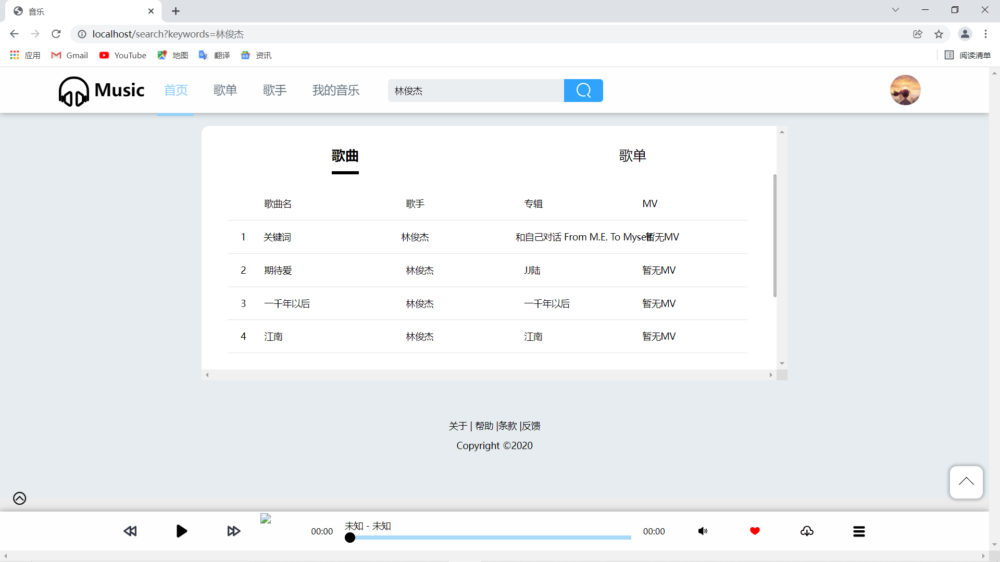 音乐
localhost/search?keywords=林俊杰
应用 Gmail YouTube 地图 翻译 资讯 阅读清单
Music 首页 歌单 歌手 我的音乐 林俊杰
歌曲 歌单
歌曲名 歌手 专辑 MV
1 关键词 林俊杰 和自己对话 From M.E. To Myself 暂无MV
2 期待爱 林俊杰 JJ陆 暂无MV
3 一千年以后 林俊杰 一千年以后 暂无MV
4 江南 林俊杰 江南 暂无MV
关于 | 帮助 |条款 |反馈
Copyright ©2020
未知 - 未知
00:00 00:00